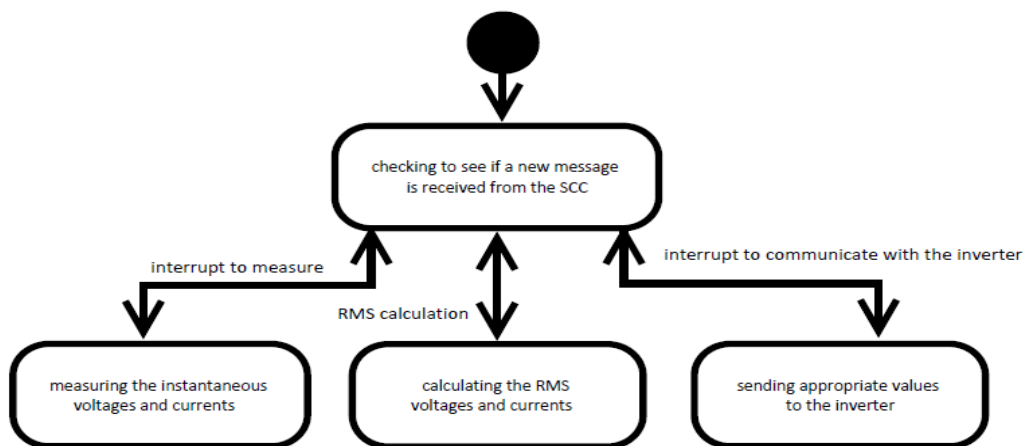 checking to see if a new message
is received from the SCC
interrupt to measure
interrupt to communicate with the inverter
RMS calculation
measuring the instantaneous
voltages and currents
calculating the RMS
voltages and currents
sending appropriate values
to the inverter